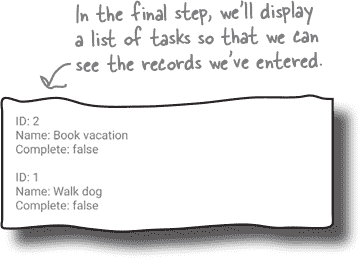 In the final step, we'll display
a list of tasks so that we can
see the records we've entered.
ID: 2
Name: Book vacation
Complete: false
ID: 1
Name: Walk dog
Complete: false